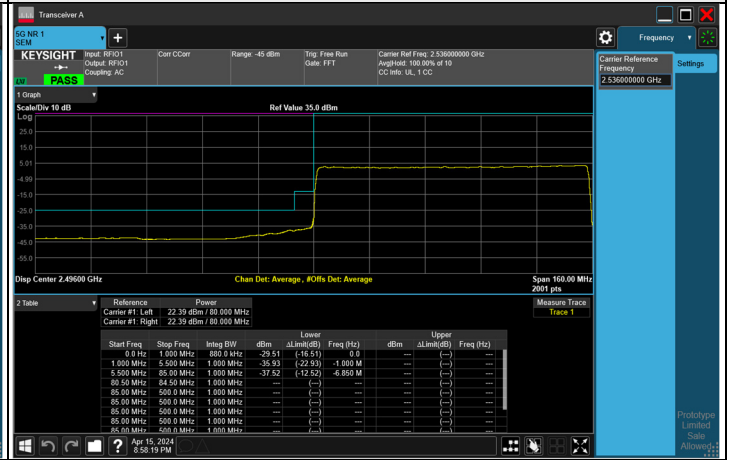 Transceiver A
5G NR 1
SEM
+
Frequency
KEYSIGHT
Input: RFIO1
Output: RFIO1
Coupling: AC
Corr CCorr
Range: -45 dBm
Trig: Free Run
Gate: FFT
Carrier Ref Freq: 2.536000000 GHz
Avg|Hold: 100.00% of 10
CC Info: UL, 1 CC
LVI PASS
Carrier Reference
Frequency
2.536000000 GHz
Settings
1 Graph
Scale/Div 10 dB
Ref Value 35.0 dBm
Log
25.0
15.0
5.01
-4.99
-15.0
-25.0
-35.0
-45.0
-55.0
Disp Center 2.49600 GHz
Chan Det: Average , #Offs Det: Average
Span 160.00 MHz
2001 pts
2 Table
Reference Power
Carrier #1: Left 22.39 dBm / 80.000 MHz
Carrier #1: Right 22.39 dBm / 80.000 MHz
Measure Trace
Trace 1
Lower Upper
Start Freq Stop Freq Integ BW dBm ΔLimit(dB) Freq (Hz) dBm ΔLimit(dB) Freq (Hz)
0.0 Hz 1.000 MHz 880.0 kHz -29.51 (-16.51) 0.0 --- (---) ---
1.000 MHz 5.500 MHz 1.000 MHz -35.93 (-22.93) -1.000 M --- (---) ---
5.500 MHz 85.00 MHz 1.000 MHz -37.52 (-12.52) -6.850 M --- (---) ---
80.50 MHz 84.50 MHz 1.000 MHz --- (---) --- --- (---) ---
85.00 MHz 500.0 MHz 1.000 MHz --- (---) --- --- (---) ---
85.00 MHz 500.0 MHz 1.000 MHz --- (---) --- --- (---) ---
85.00 MHz 500.0 MHz 1.000 MHz --- (---) --- --- (---) ---
85.00 MHz 500.0 MHz 1.000 MHz --- (---) --- --- (---) ---
?
Apr 15, 2024
8:58:19 PM
Prototype
Limited
Sale
Allowed